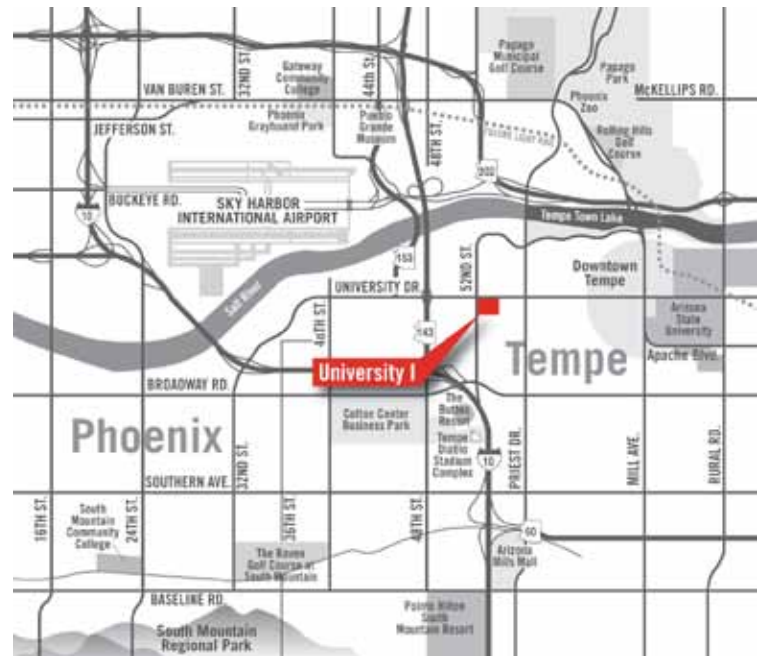 Papago
Municipal
Golf Course
Papago
Park
32ND ST.
Gateway
Community
College
44th ST.
McKELLIPS RD.
VAN BUREN ST.
Phoenix
Zoo
Phoenix
Greyhound Park
Pueblo
Grande
Museum
48TH ST.
FUTURE LIGHT RAIL
Rolling Hills
Golf
Course
JEFFERSON ST.
202
BUCKEYE RD.
SKY HARBOR
INTERNATIONAL AIRPORT
10
Tempe Town Lake
153
52ND ST.
Downtown
Tempe
Salt River
UNIVERSITY DR.
Arizona
State
University
40TH ST.
143
University I
Tempe
Apache Blvd.
BROADWAY RD.
Cotton Center
Business Park
The
Buttes
Resort
Phoenix
Tempe
Diablo
Stadium
Complex
32ND ST.
PRIEST DR.
MILL AVE.
RURAL RD.
10
SOUTHERN AVE.
16TH ST.
South
Mountain
Community
College
24TH ST.
36TH ST.
48TH ST.
60
The Raven
Golf Course at
South Mountain
Arizona
Mills Mall
BASELINE RD.
Pointe Hilton
South
Mountain Resort
South Mountain
Regional Park